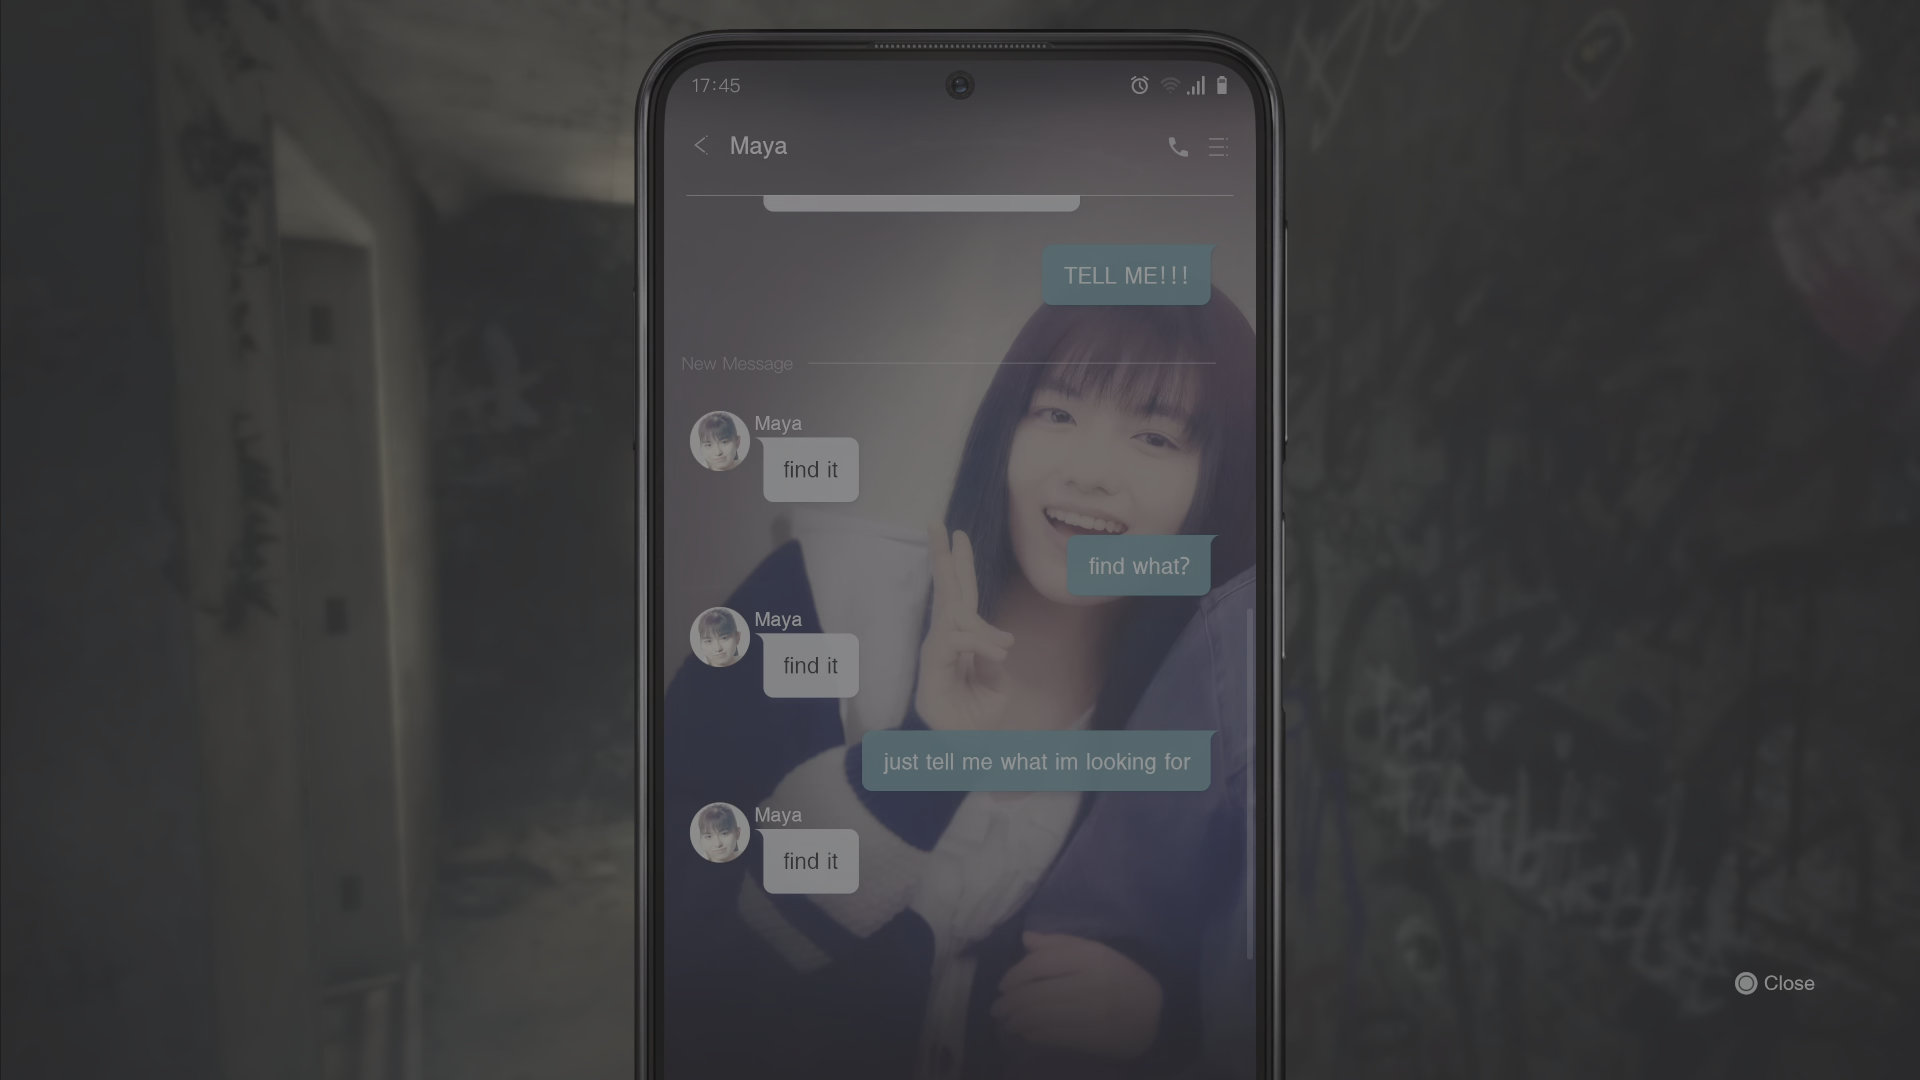 17:45
Maya
TELL ME!!!
New Message
Maya
find it
find what?
Maya
find it
just tell me what im looking for
Maya
find it
Close